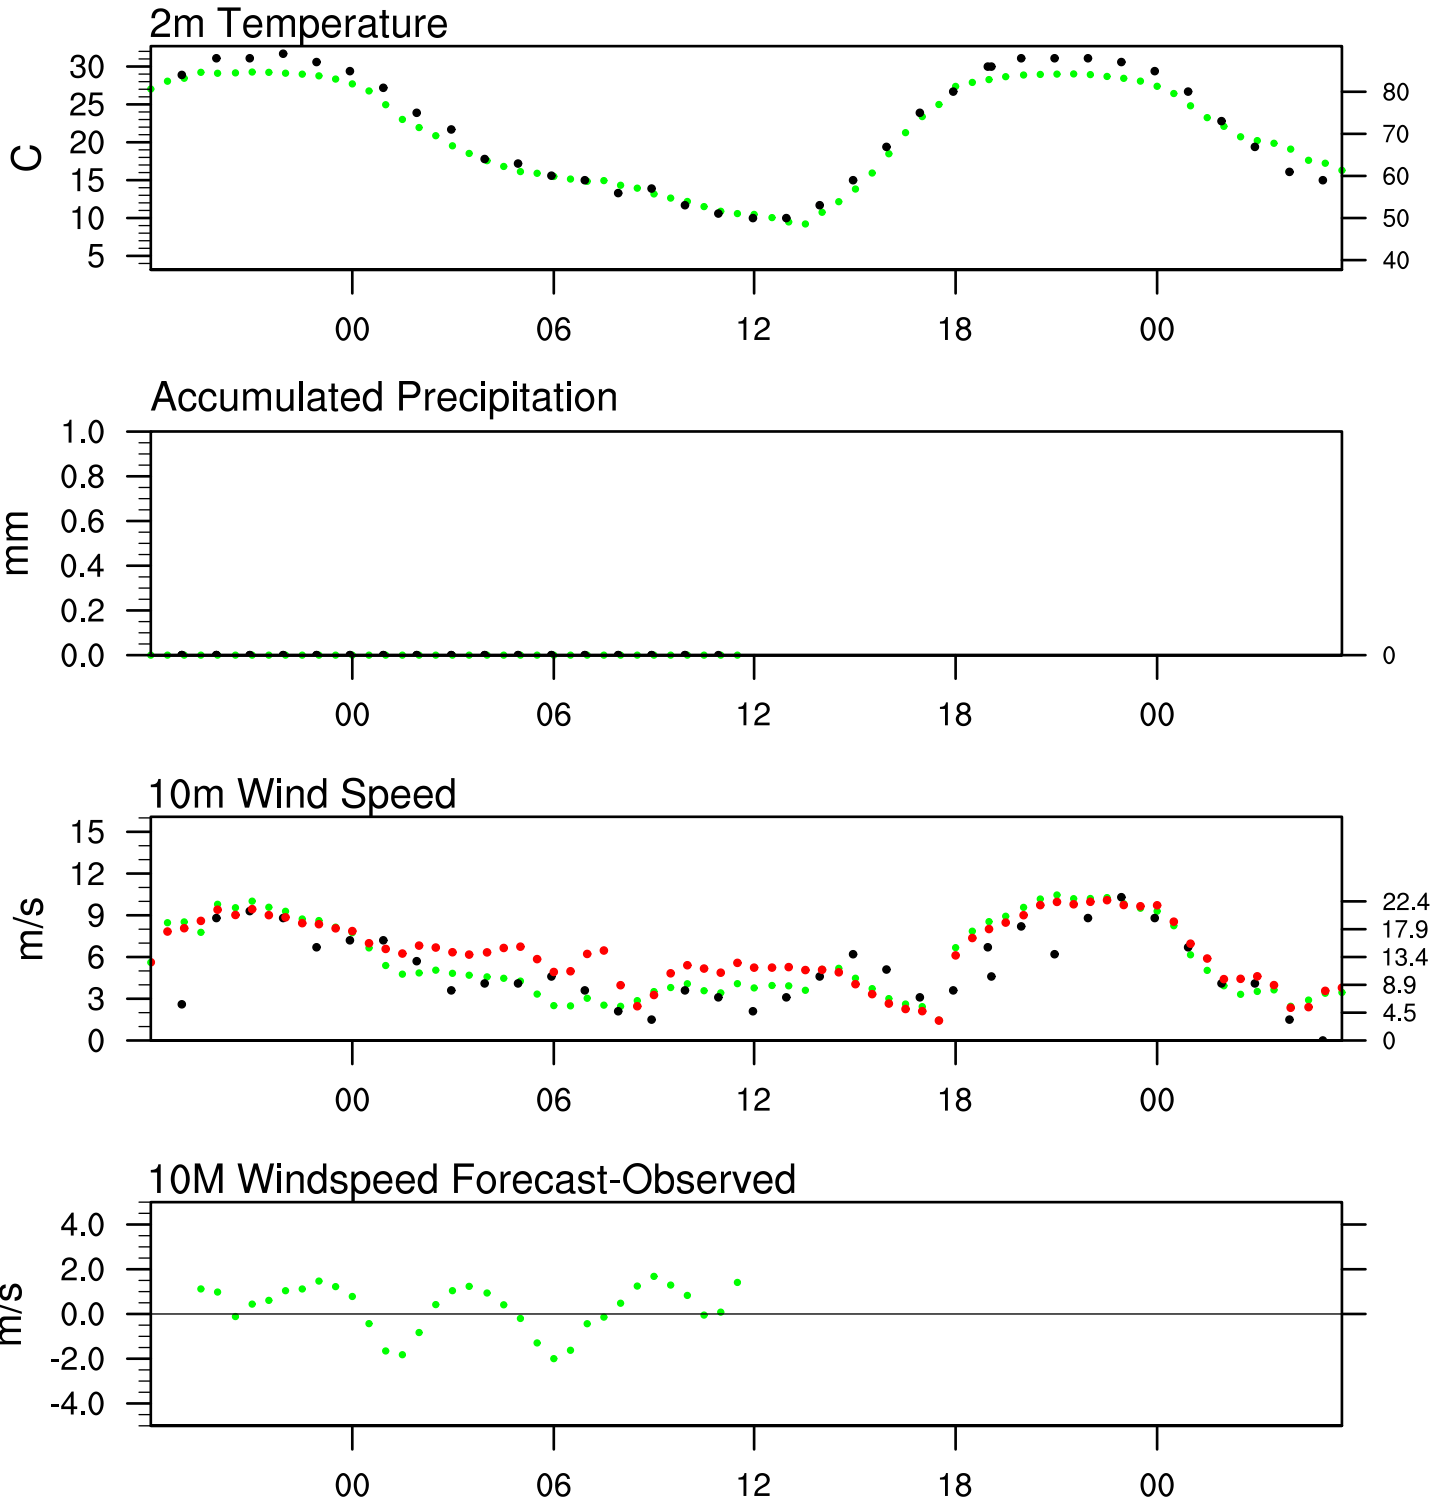 2m Temperature
30
25
20
15
10
5
C
80
70
60
50
40
00 06 12 18 00
Accumulated Precipitation
1.0
0.8
0.6
0.4
0.2
0.0
mm
0
00 06 12 18 00
10m Wind Speed
15
12
9
6
3
0
m/s
22.4
17.9
13.4
8.9
4.5
0
00 06 12 18 00
10M Windspeed Forecast-Observed
4.0
2.0
0.0
-2.0
-4.0
m/s
00 06 12 18 00